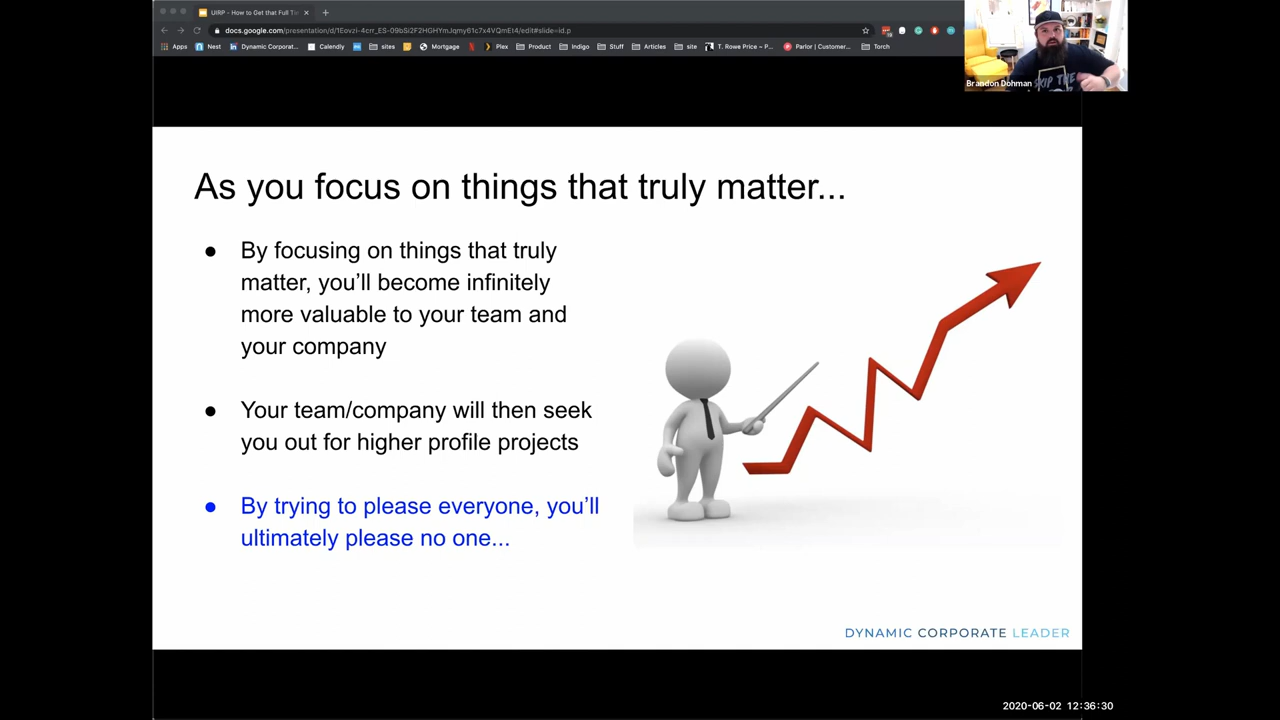 UIRP - How to Get that Full Ti
docs.google.com/presentation/d/1Eovzi-4crr_ES-09bSi2F2HGHYmJqmy61c7x4VQmEt4/edit#slide=id.p
Apps Nest Dynamic Corporat... Calendly sites Mortgage Plex Product Indigo Stuff Articles site T. Rowe Price ~ P... Parlor | Customer... Torch
Brandon Dohman
SKIP THE
As you focus on things that truly matter...
● By focusing on things that truly
matter, you’ll become infinitely
more valuable to your team and
your company
● Your team/company will then seek
you out for higher profile projects
● By trying to please everyone, you’ll
ultimately please no one...
DYNAMIC CORPORATE LEADER
2020-06-02 12:36:30